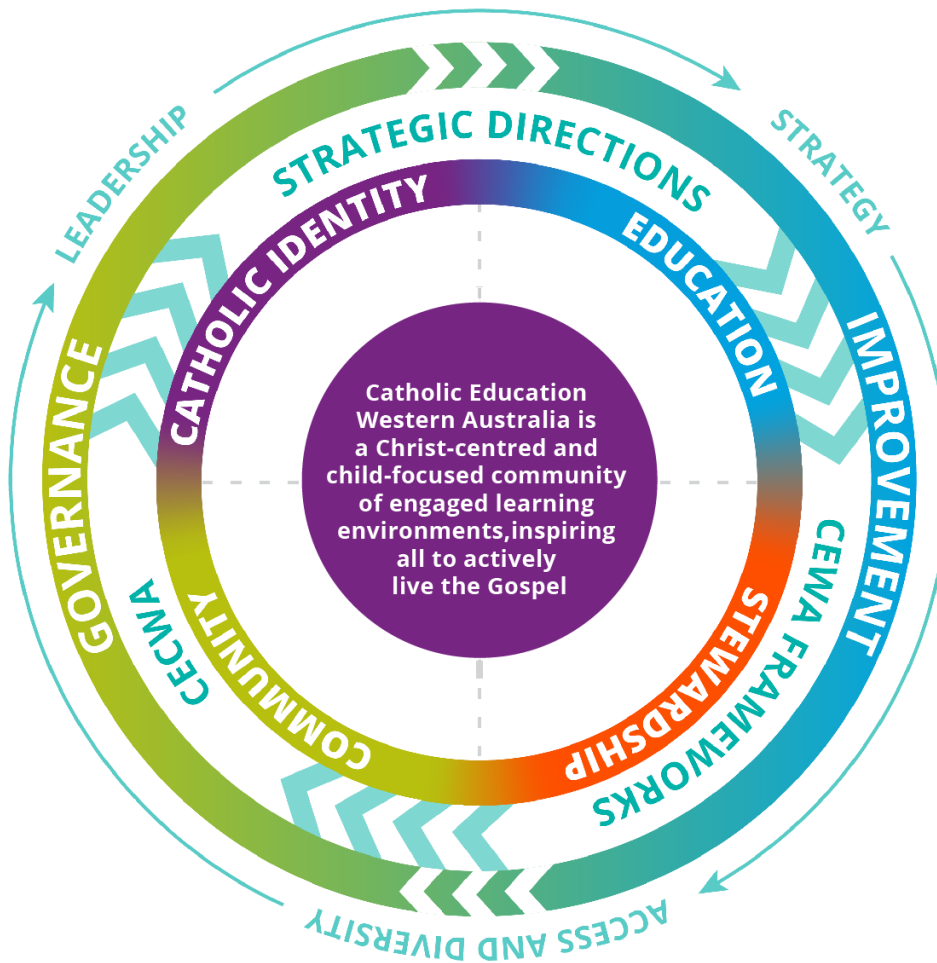 LEADERSHIP
STRATEGY
ACCESS AND DIVERSITY
GOVERNANCE
IMPROVEMENT
STRATEGIC DIRECTIONS
CEWA FRAMEWORKS
CECWA
CATHOLIC IDENTITY
EDUCATION
STEWARDSHIP
COMMUNITY
Catholic Education
Western Australia is
a Christ-centred and
child-focused community
of engaged learning
environments,inspiring
all to actively
live the Gospel